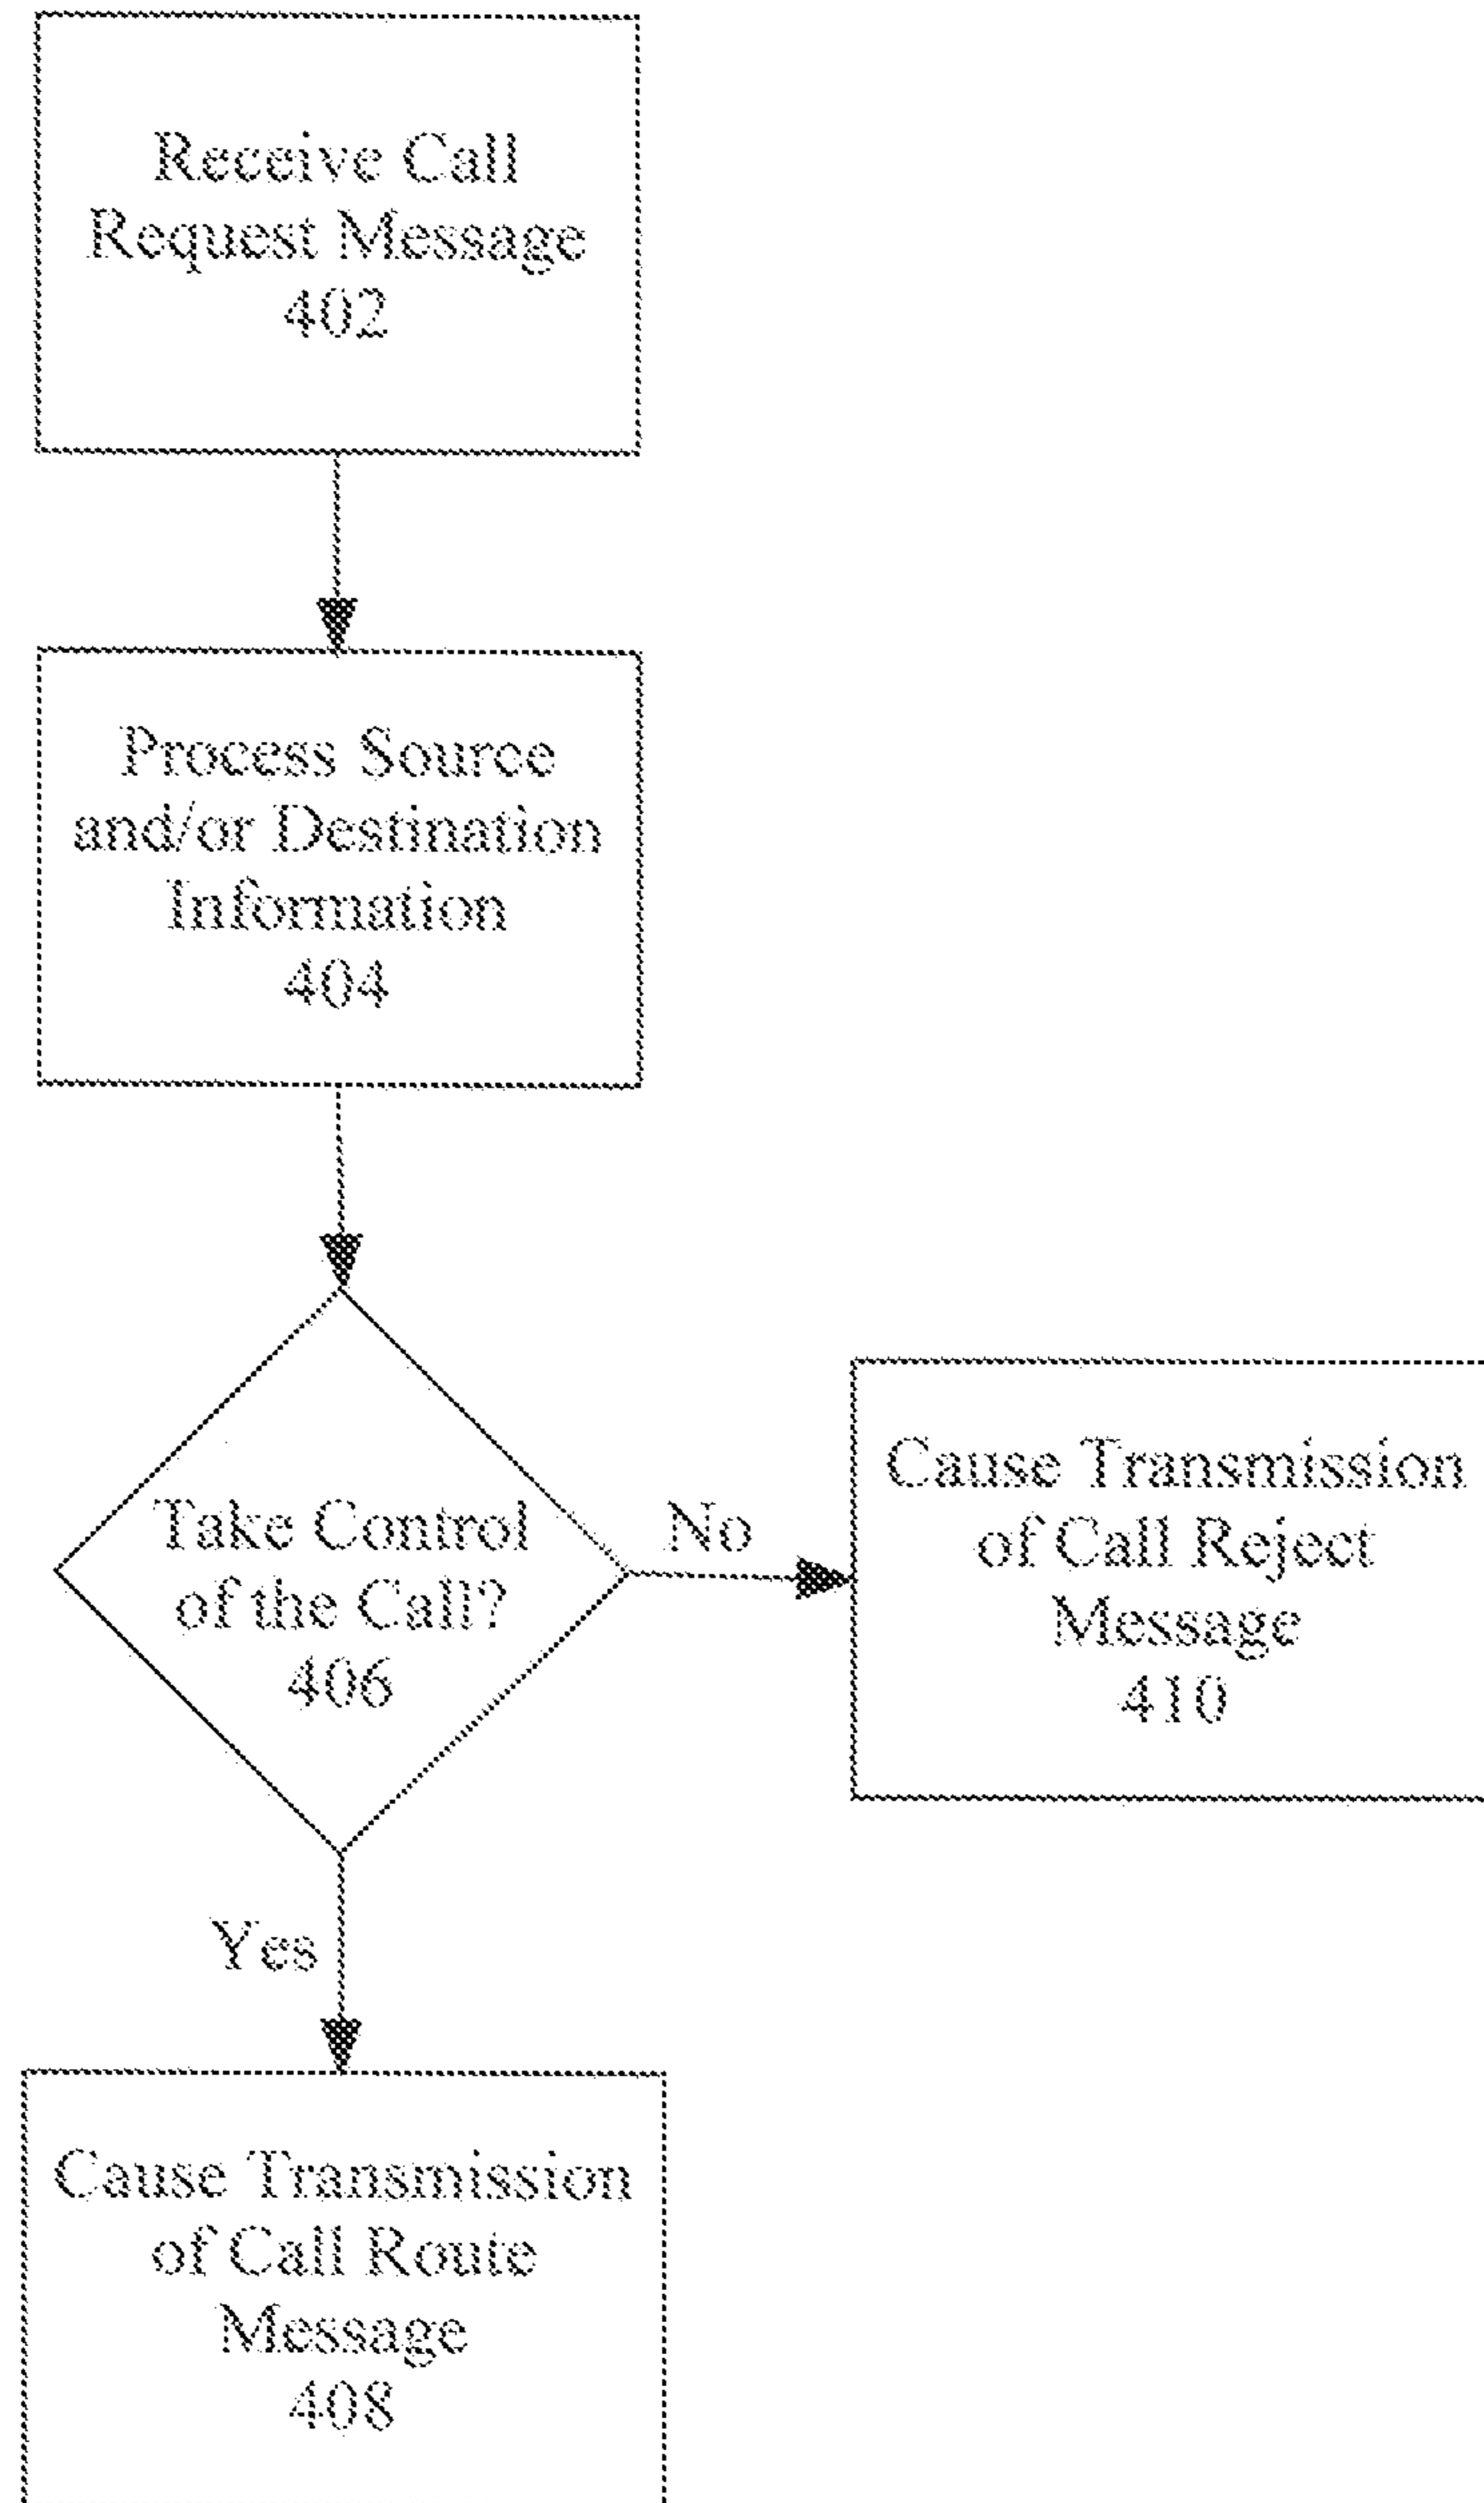 Receive Call
Request Message
402
Process Source
and/or Destination
Information
404
Take Control
of the Call?
406
No
Cause Transmission
of Call Reject
Message
410
Yes
Cause Transmission
of Call Route
Message
408